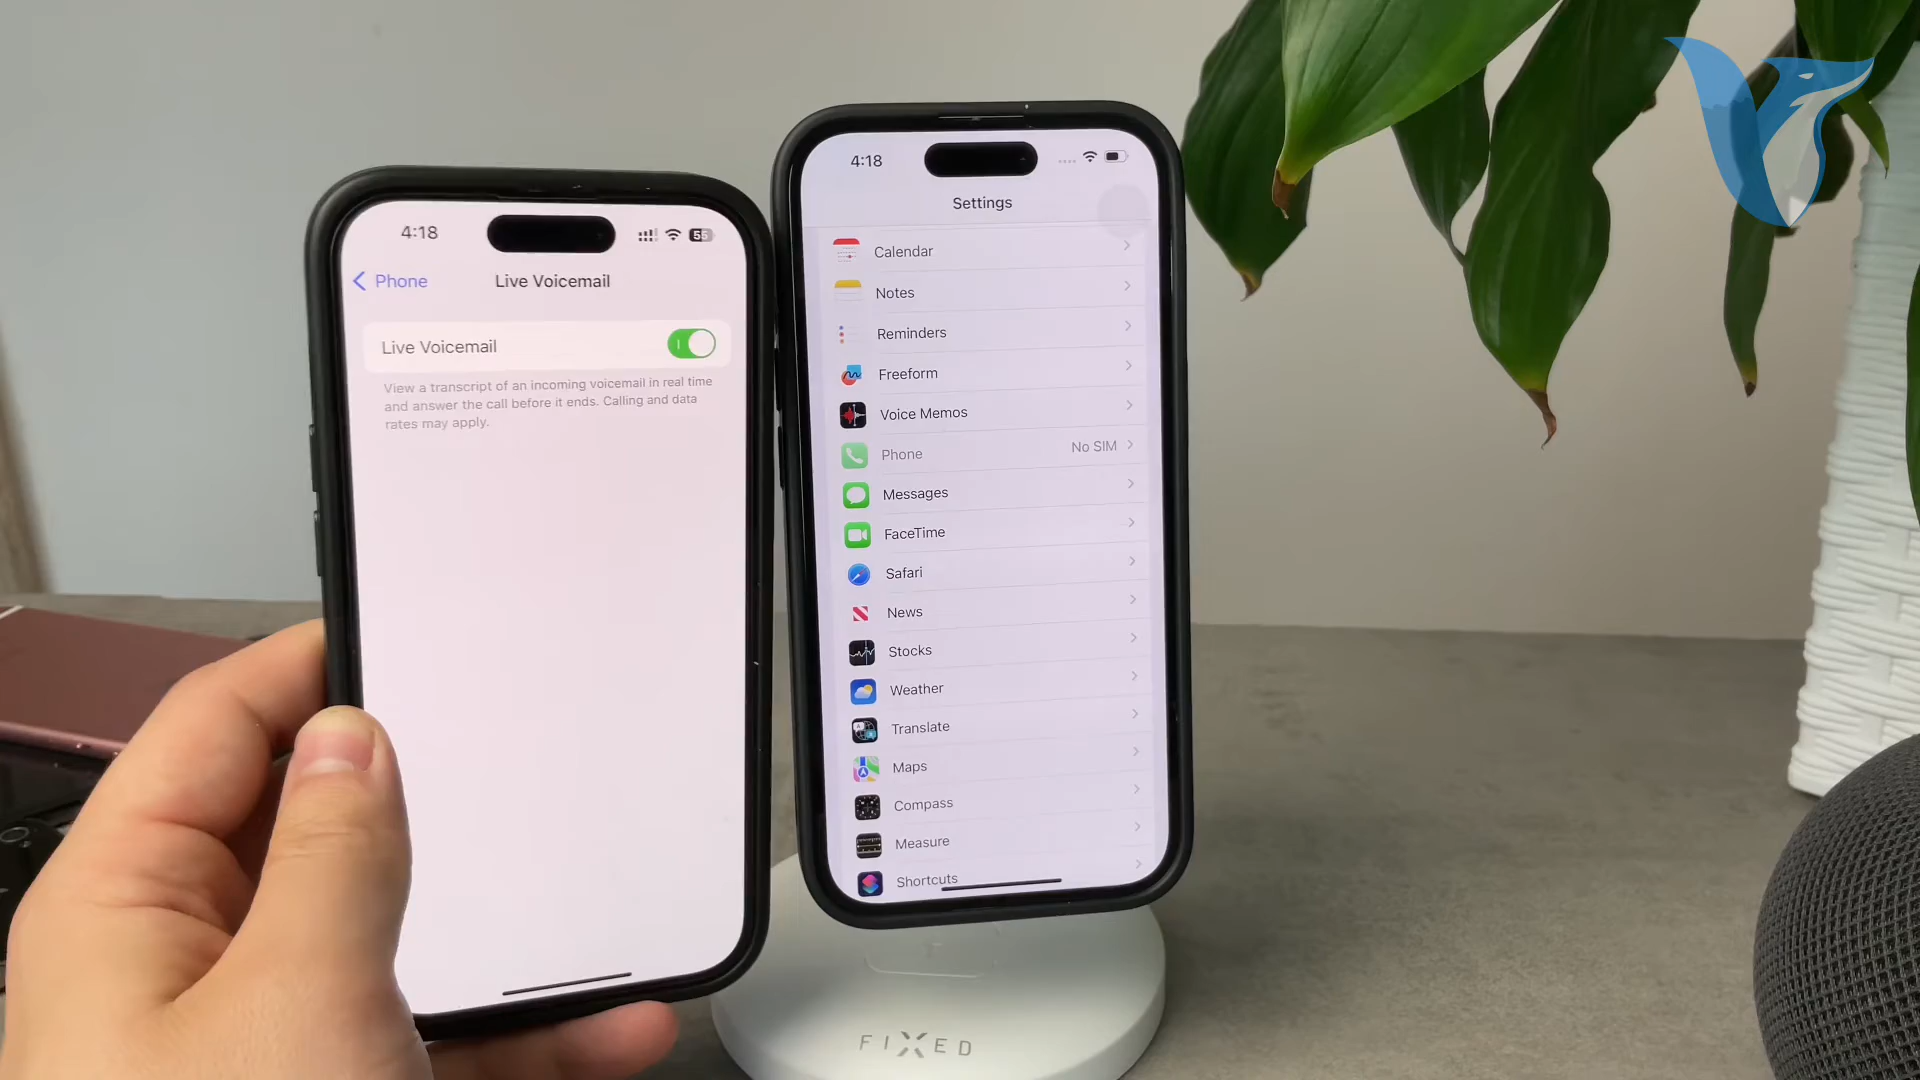 4:18
55
Phone
Live Voicemail
Live Voicemail
View a transcript of an incoming voicemail in real time
and answer the call before it ends. Calling and data
rates may apply.
4:18
Settings
Calendar
Notes
Reminders
Freeform
Voice Memos
Phone No SIM
Messages
FaceTime
Safari
News
Stocks
Weather
Translate
Maps
Compass
Measure
Shortcuts
FIXED